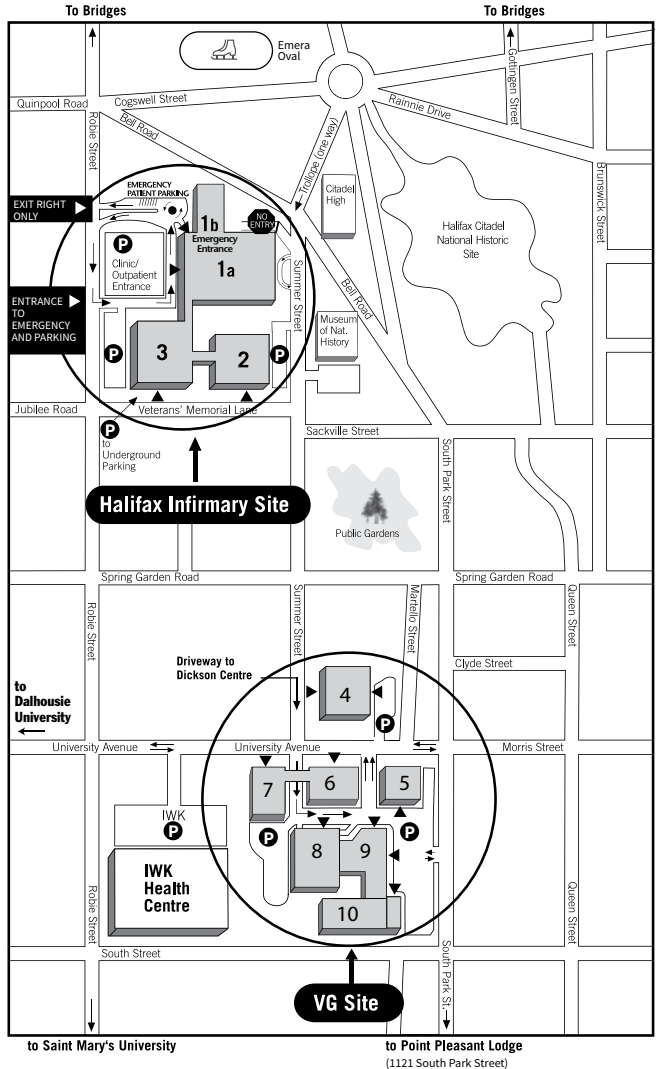 To Bridges
To Bridges
Emera
Oval
Gottingen Street
Quinpool Road
Cogswell Street
Rainnie Drive
Robie Street
Bell Road
Trollope (one way)
Brunswick Street
EMERGENCY
PATIENT PARKING
EXIT RIGHT
ONLY
1b
NO
ENTRY
Citadel
High
Halifax Citadel
National Historic
Site
Emergency
Entrance
P
Clinic/
Outpatient
Entrance
1a
Summer Street
Bell Road
ENTRANCE
TO
EMERGENCY
AND PARKING
Museum
of Nat.
History
P
3
2
P
Jubilee Road
Veterans' Memorial Lane
P
to
Underground
Parking
Sackville Street
South Park Street
Halifax Infirmary Site
Public Gardens
Spring Garden Road
Spring Garden Road
Robie Street
Summer Street
Martello Street
Queen Street
Driveway to
Dickson Centre
Clyde Street
to
Dalhousie
University
4
P
University Avenue
University Avenue
Morris Street
7
6
5
IWK
P
P
P
8
9
IWK
Health
Centre
Robie Street
Queen Street
10
South Street
South Park St.
VG Site
to Saint Mary's University
to Point Pleasant Lodge
(1121 South Park Street)